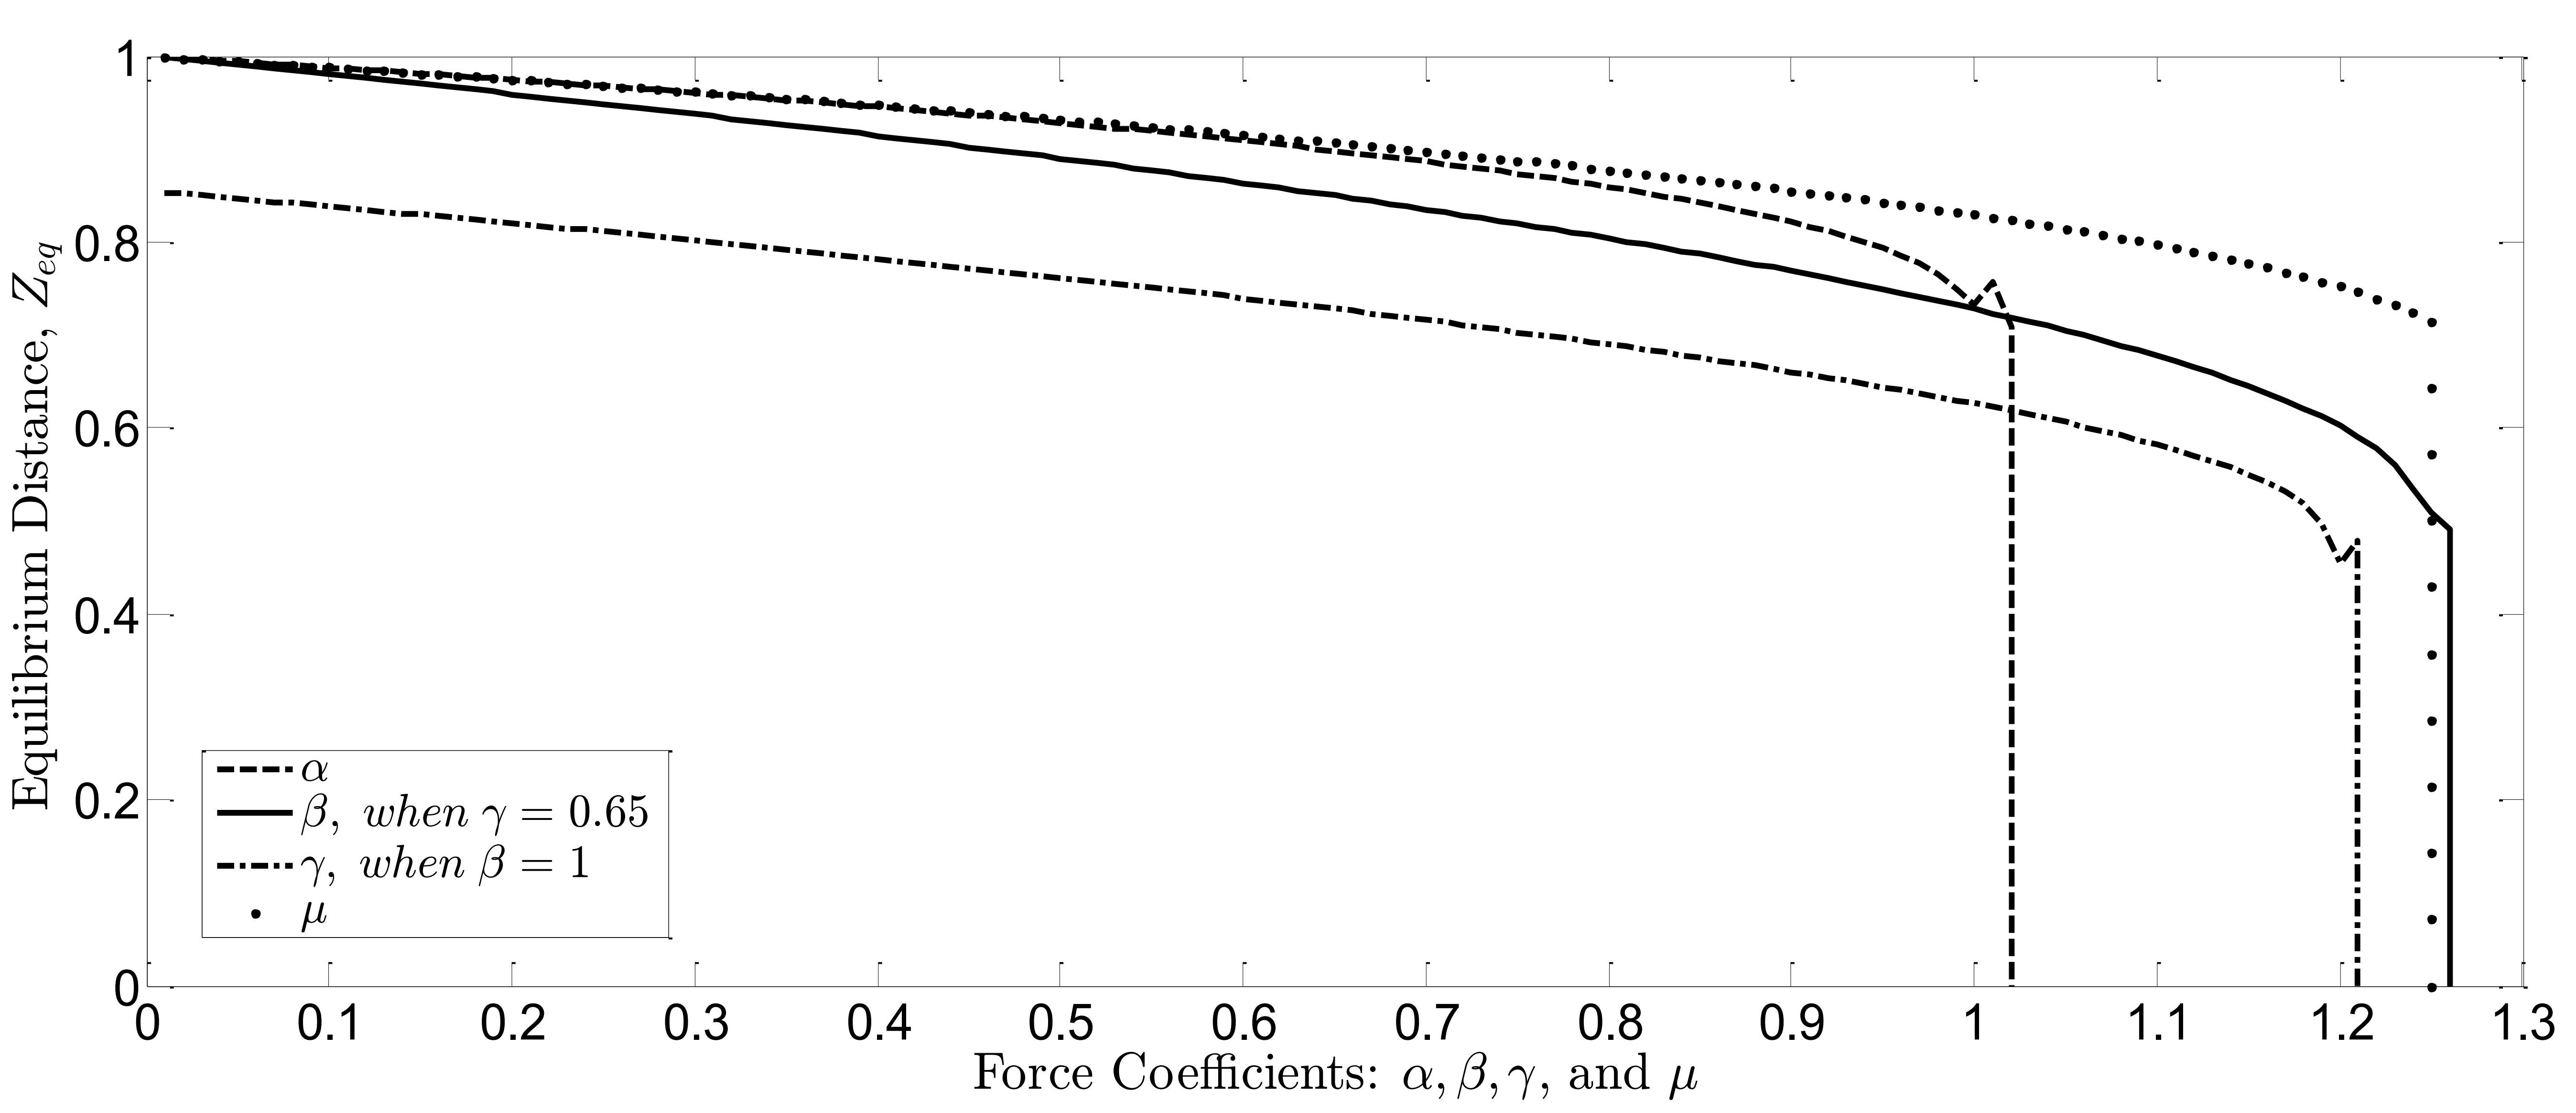 1
0.8
0.6
0.4
0.2
0
Equilibrium Distance, Z_eq
α
β, when γ = 0.65
γ, when β = 1
μ
0 0.1 0.2 0.3 0.4 0.5 0.6 0.7 0.8 0.9 1 1.1 1.2 1.3
Force Coefficients: α, β, γ, and μ